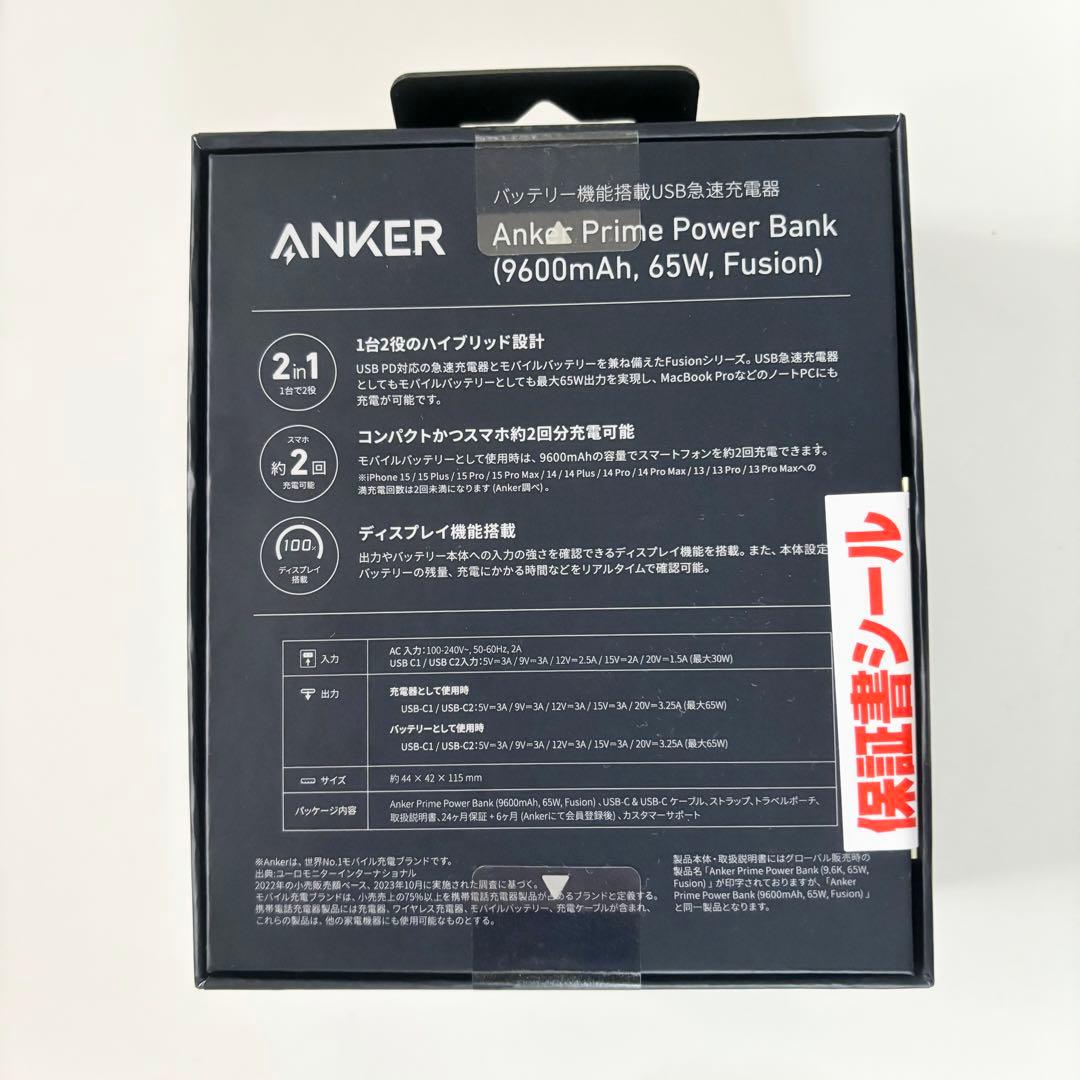 バッテリー機能搭載USB急速充電器
ANKER
Anker Prime Power Bank
(9600mAh, 65W, Fusion)
2in1
1台で2役
1台2役のハイブリッド設計
USB PD対応の急速充電器とモバイルバッテリーを兼ね備えたFusionシリーズ。USB急速充電器
としてもモバイルバッテリーとしても最大65W出力を実現し、MacBook ProなどのノートPCにも
充電が可能です。
スマホ
約2回
充電可能
コンパクトかつスマホ約2回分充電可能
モバイルバッテリーとして使用時は、9600mAhの容量でスマートフォンを約2回充電できます。
※iPhone 15 / 15 Plus / 15 Pro / 15 Pro Max / 14 / 14 Plus / 14 Pro / 14 Pro Max / 13 / 13 Pro / 13 Pro Maxへの
満充電回数は2回未満になります (Anker調べ) 。
100%
ディスプレイ
搭載
ディスプレイ機能搭載
出力やバッテリー本体への入力の強さを確認できるディスプレイ機能を搭載。また、本体設定
バッテリーの残量、充電にかかる時間などをリアルタイムで確認可能。
入力
AC 入力:100-240V~, 50-60Hz, 2A
USB C1 / USB C2入力:5V⎓3A / 9V⎓3A / 12V⎓2.5A / 15V⎓2A / 20V⎓1.5A (最大30W)
出力
充電器として使用時
USB-C1 / USB-C2:5V⎓3A / 9V⎓3A / 12V⎓3A / 15V⎓3A / 20V⎓3.25A (最大65W)
バッテリーとして使用時
USB-C1 / USB-C2:5V⎓3A / 9V⎓3A / 12V⎓3A / 15V⎓3A / 20V⎓3.25A (最大65W)
サイズ
約 44 × 42 × 115 mm
パッケージ内容
Anker Prime Power Bank (9600mAh, 65W, Fusion) 、USB-C & USB-C ケーブル、ストラップ、トラベルポーチ、
取扱説明書、24ヶ月保証 + 6ヶ月 (Ankerにて会員登録後) 、カスタマーサポート
保証書シール
※Ankerは、世界No.1モバイル充電ブランドです。
出典:ユーロモニターインターナショナル
2022年の小売販売額ベース、2023年10月に実施された調査に基づく。
モバイル充電ブランドは、小売売上の75%以上を携帯電話充電器製品が占めるブランドと定義する。
携帯電話充電器製品には充電器、ワイヤレス充電器、モバイルバッテリー、充電ケーブルが含まれ、
これらの製品は、他の家電機器にも使用可能なものとする。
製品本体・取扱説明書にはグローバル販売時の
製品名「Anker Prime Power Bank (9.6K, 65W,
Fusion) 」が印字されておりますが、「Anker
Prime Power Bank (9600mAh, 65W, Fusion) 」
と同一製品となります。